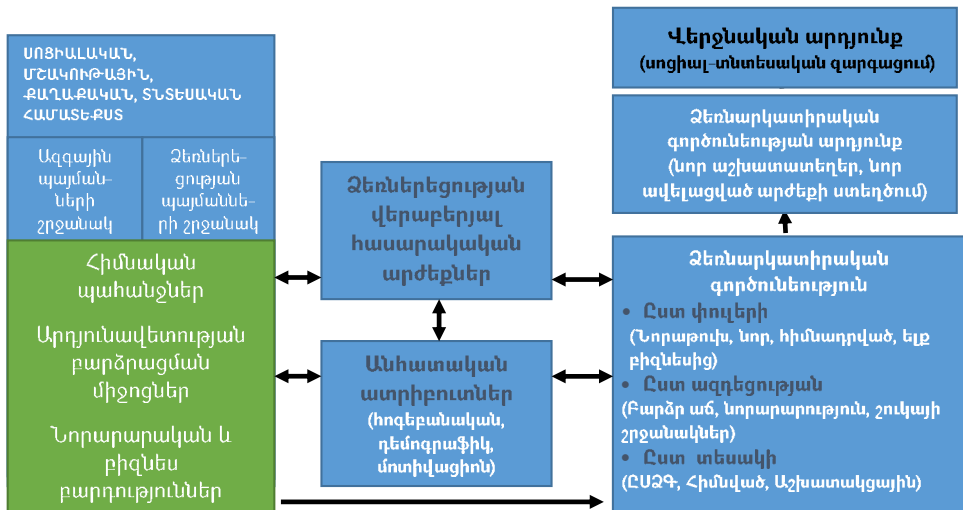 ՍՈՑԻԱԼԱԿԱՆ,
ՄՇԱԿՈՒԹԱՅԻՆ,
ՔԱՂԱՔԱԿԱՆ, ՏՆՏԵՍԱԿԱՆ
ՀԱՄԱՏԵՔՍՏ
Ազգային
պայման-
ների
շրջանակ
Ձեռներե-
ցության
պայմաննե-
րի շրջանակ
Հիմնական
պահանջներ
Արդյունավետության
բարձրացման
միջոցներ
Նորարարական և
բիզնես
բարդություններ
Ձեռներեցության
վերաբերյալ
հասարակական
արժեքներ
Անհատական
ատրիբուտներ
(հոգեբանական,
դեմոգրաֆիկ,
մոտիվացիոն)
Վերջնական արդյունք
(սոցիալ-տնտեսական զարգացում)
Ձեռնարկատիրական
գործունեության արդյունք
(նոր աշխատատեղեր, նոր
ավելացված արժեքի ստեղծում)
Ձեռնարկատիրական
գործունեություն
• Ըստ փուլերի
(Նորաթուխ, նոր, հիմնադրված, ելք
բիզնեսից)
• Ըստ ազդեցության
(Բարձր աճ, նորարարություն, շուկայի
շրջանակներ)
• Ըստ տեսակի
(ԸՍՁԳ, Հիմնված, Աշխատակցային)